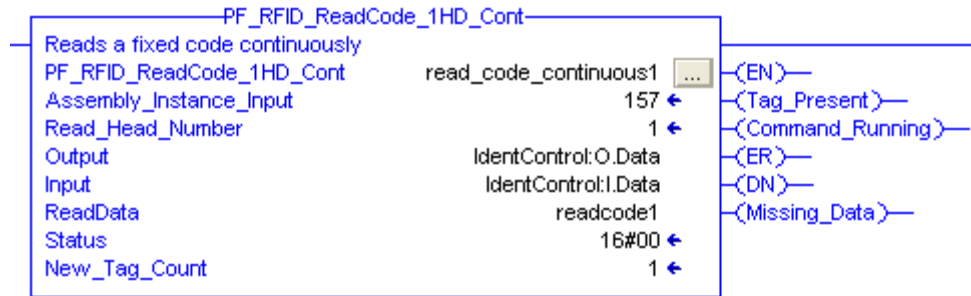 PF_RFID_ReadCode_1HD_Cont
Reads a fixed code continuously
PF_RFID_ReadCode_1HD_Cont read_code_continuous1 ... (EN)
Assembly_Instance_Input 157 ← (Tag_Present)
Read_Head_Number 1 ← (Command_Running)
Output IdentControl:O.Data (ER)
Input IdentControl:I.Data (DN)
ReadData readcode1 (Missing_Data)
Status 16#00 ←
New_Tag_Count 1 ←